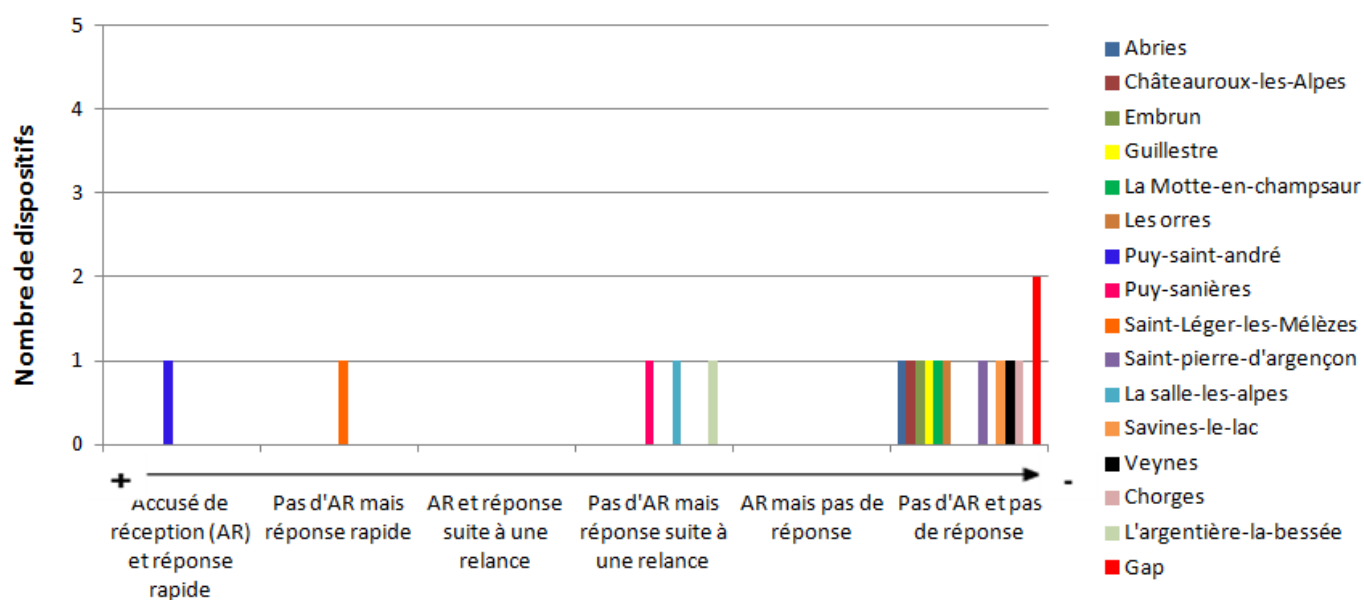 Nombre de dispositifs
5
4
3
2
1
0
+
-
Accusé de
réception (AR)
et réponse
rapide
Pas d'AR mais
réponse rapide
AR et réponse
suite à une
relance
Pas d'AR mais
réponse suite à
une relance
AR mais pas de
réponse
Pas d'AR et pas
de réponse
Abries
Châteauroux-les-Alpes
Embrun
Guillestre
La Motte-en-champsaur
Les orres
Puy-saint-andré
Puy-sanières
Saint-Léger-les-Mélèzes
Saint-pierre-d'argençon
La salle-les-alpes
Savines-le-lac
Veynes
Chorges
L'argentière-la-bessée
Gap